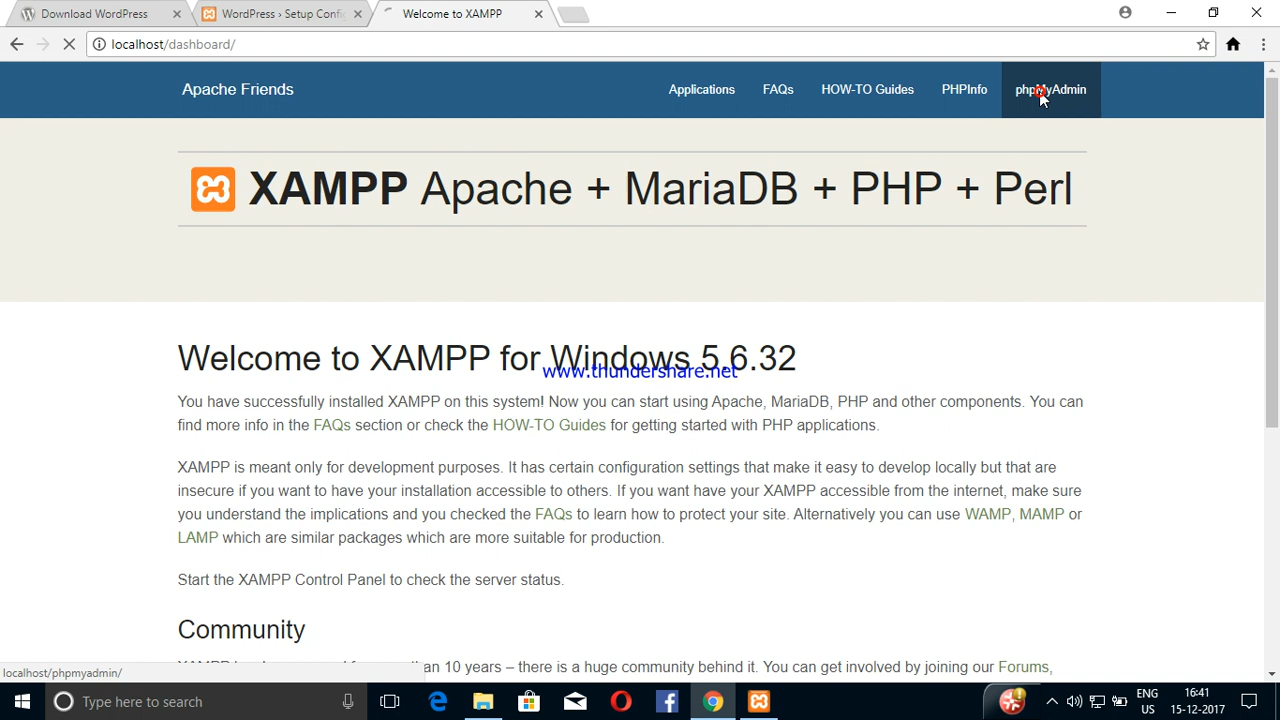 Download WordPress
WordPress › Setup Confi
Welcome to XAMPP
localhost/dashboard/
Apache Friends
Applications
FAQs
HOW-TO Guides
PHPInfo
phpMyAdmin
XAMPP Apache + MariaDB + PHP + Perl
Welcome to XAMPP for Windows 5.6.32
www.thundershare.net
You have successfully installed XAMPP on this system! Now you can start using Apache, MariaDB, PHP and other components. You can
find more info in the FAQs section or check the HOW-TO Guides for getting started with PHP applications.
XAMPP is meant only for development purposes. It has certain configuration settings that make it easy to develop locally but that are
insecure if you want to have your installation accessible to others. If you want have your XAMPP accessible from the internet, make sure
you understand the implications and you checked the FAQs to learn how to protect your site. Alternatively you can use WAMP, MAMP or
LAMP which are similar packages which are more suitable for production.
Start the XAMPP Control Panel to check the server status.
Community
than 10 years – there is a huge community behind it. You can get involved by joining our Forums,
localhost/phpmyadmin/
Type here to search
ENG
US
16:41
15-12-2017